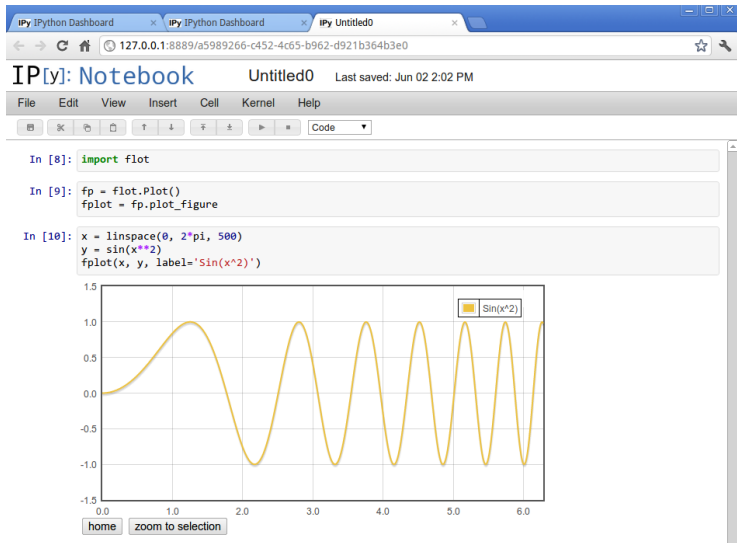 IPy IPython Dashboard × IPy IPython Dashboard × IPy Untitled0 ×
127.0.0.1:8889/a5989266-c452-4c65-b962-d921b364b3e0
IP[y]: Notebook Untitled0 Last saved: Jun 02 2:02 PM
File Edit View Insert Cell Kernel Help
Code
In [8]: import flot
In [9]: fp = flot.Plot()
fplot = fp.plot_figure
In [10]: x = linspace(0, 2*pi, 500)
y = sin(x**2)
fplot(x, y, label='Sin(x^2)')
1.5
Sin(x^2)
1.0
0.5
0.0
-0.5
-1.0
-1.5
0.0 1.0 2.0 3.0 4.0 5.0 6.0
home zoom to selection